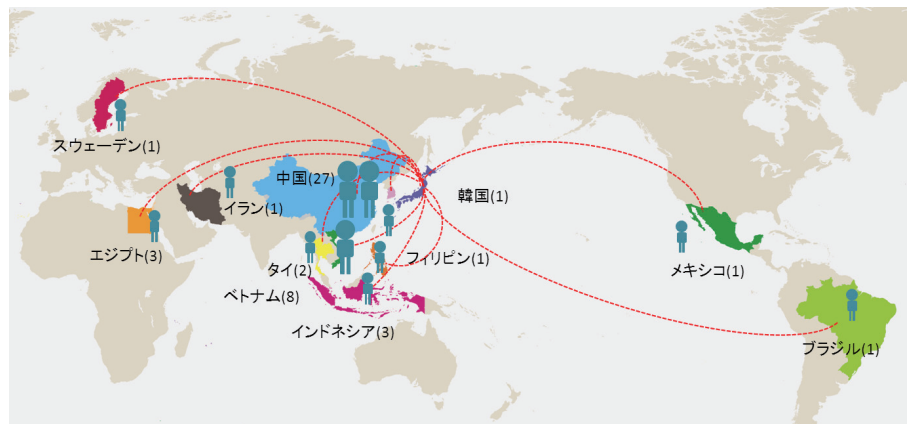 スウェーデン(1)
中国(27)
韓国(1)
イラン(1)
エジプト(3)
タイ(2)
フィリピン(1)
メキシコ(1)
ベトナム(8)
インドネシア(3)
ブラジル(1)